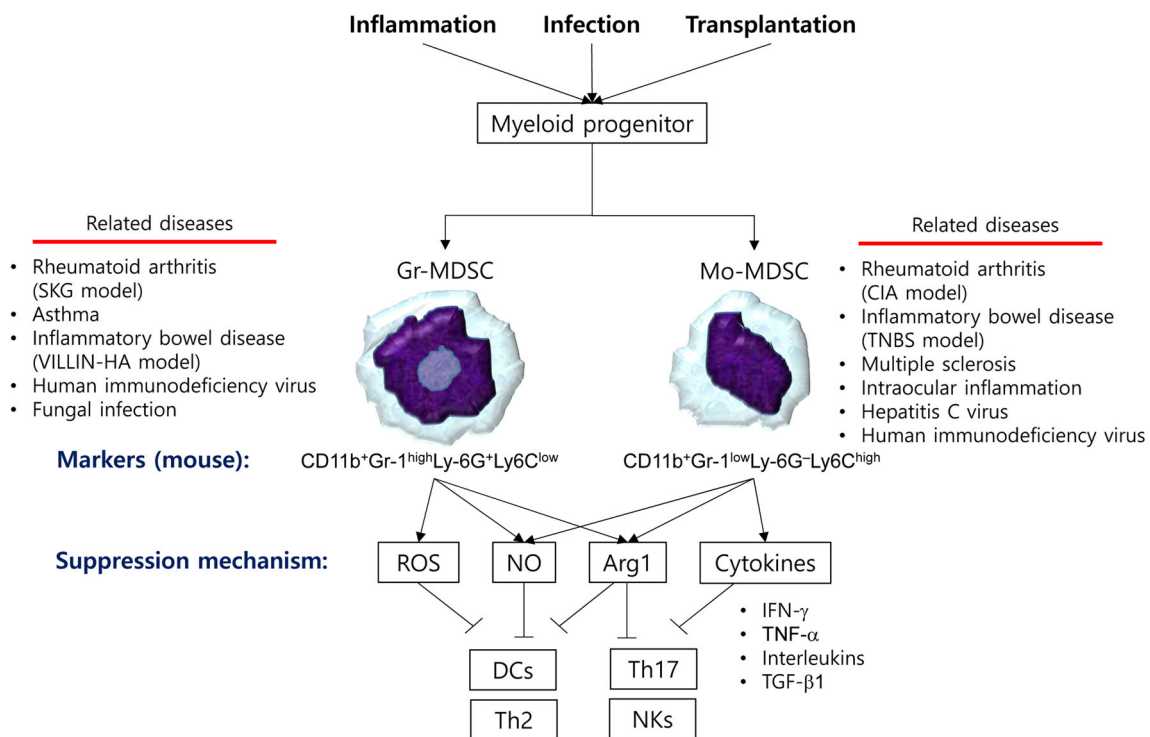 Inflammation Infection Transplantation
Myeloid progenitor
Related diseases
• Rheumatoid arthritis
(SKG model)
• Asthma
• Inflammatory bowel disease
(VILLIN-HA model)
• Human immunodeficiency virus
• Fungal infection
Gr-MDSC
Mo-MDSC
Related diseases
• Rheumatoid arthritis
(CIA model)
• Inflammatory bowel disease
(TNBS model)
• Multiple sclerosis
• Intraocular inflammation
• Hepatitis C virus
• Human immunodeficiency virus
Markers (mouse):
CD11b⁺Gr-1ʰⁱᵍʰLy-6G⁺Ly6Cˡᵒʷ
CD11b⁺Gr-1ˡᵒʷLy-6G⁻Ly6Cʰⁱᵍʰ
Suppression mechanism:
ROS
NO
Arg1
Cytokines
• IFN-γ
• TNF-α
• Interleukins
• TGF-β1
DCs
Th17
Th2
NKs